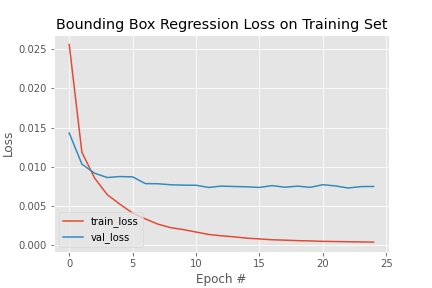 Bounding Box Regression Loss on Training Set
0.025
0.020
0.015
0.010
0.005
0.000
Loss
train_loss
val_loss
0 5 10 15 20 25
Epoch #